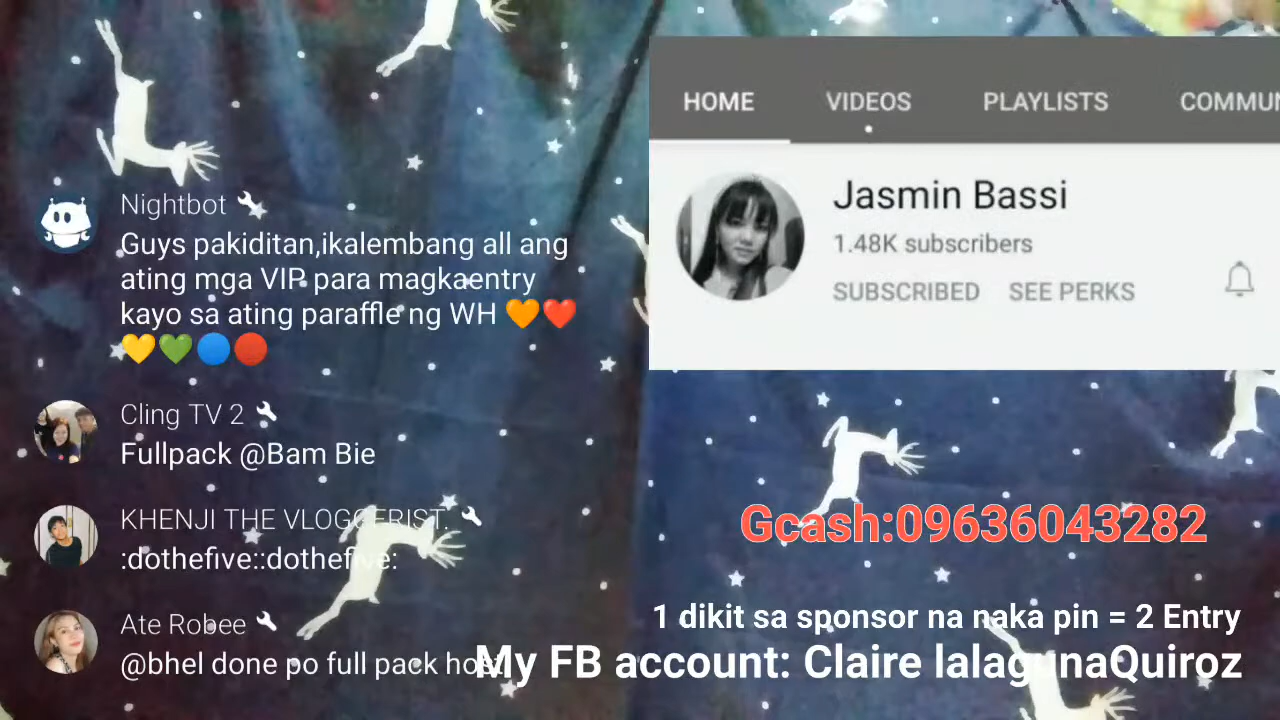 Nightbot
Guys pakiditan,ikalembang all ang
ating mga VIP para magkaentry
kayo sa ating paraffle ng WH 🧡❤️
💛💚🔵🔴
Cling TV 2
Fullpack @Bam Bie
KHENJI THE VLOGGERIST.
:dothefive::dothefive:
Ate Robee
@bhel done po full pack host
HOME VIDEOS PLAYLISTS COMMUN
Jasmin Bassi
1.48K subscribers
SUBSCRIBED SEE PERKS
Gcash:09636043282
1 dikit sa sponsor na naka pin = 2 Entry
My FB account: Claire lalagunaQuiroz